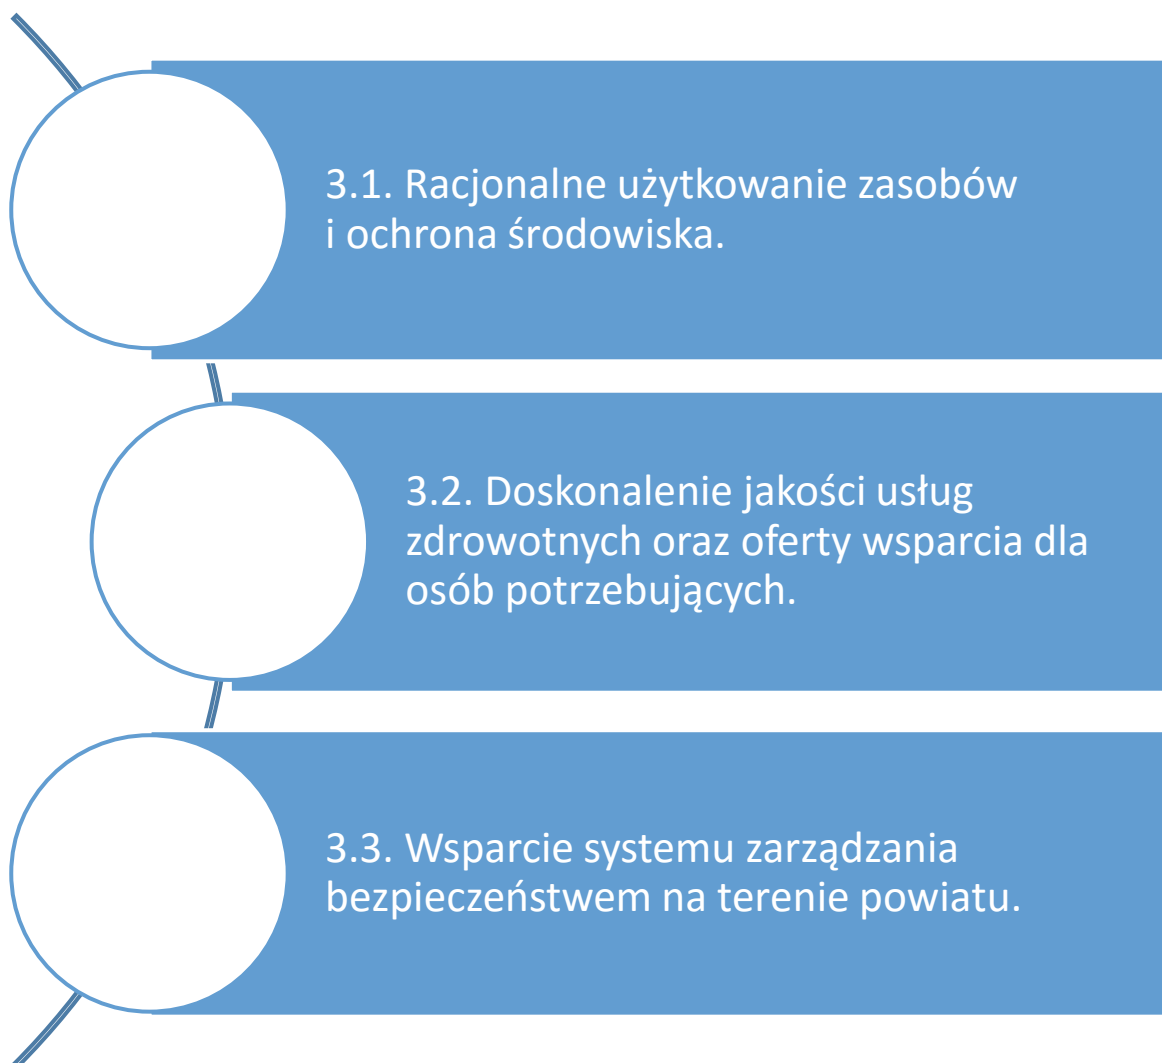 3.1. Racjonalne użytkowanie zasobów
i ochrona środowiska.
3.2. Doskonalenie jakości usług
zdrowotnych oraz oferty wsparcia dla
osób potrzebujących.
3.3. Wsparcie systemu zarządzania
bezpieczeństwem na terenie powiatu.